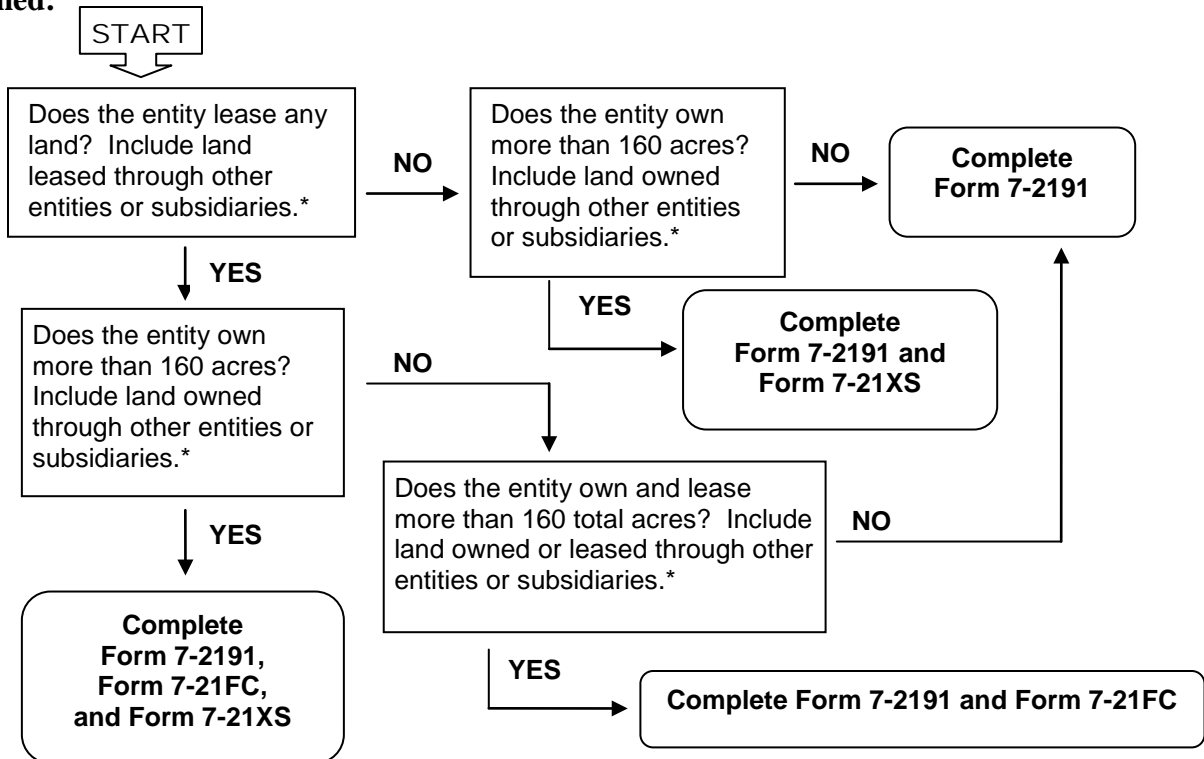 START
Does the entity lease any
land? Include land
leased through other
entities or subsidiaries.*
NO
Does the entity own
more than 160 acres?
Include land owned
through other entities
or subsidiaries.*
NO
Complete
Form 7-2191
YES
YES
Complete
Form 7-2191 and
Form 7-21XS
Does the entity own
more than 160 acres?
Include land owned
through other entities or
subsidiaries.*
NO
Does the entity own and lease
more than 160 total acres? Include
land owned or leased through other
entities or subsidiaries.*
NO
YES
Complete
Form 7-2191,
Form 7-21FC,
and Form 7-21XS
YES
Complete Form 7-2191 and Form 7-21FC